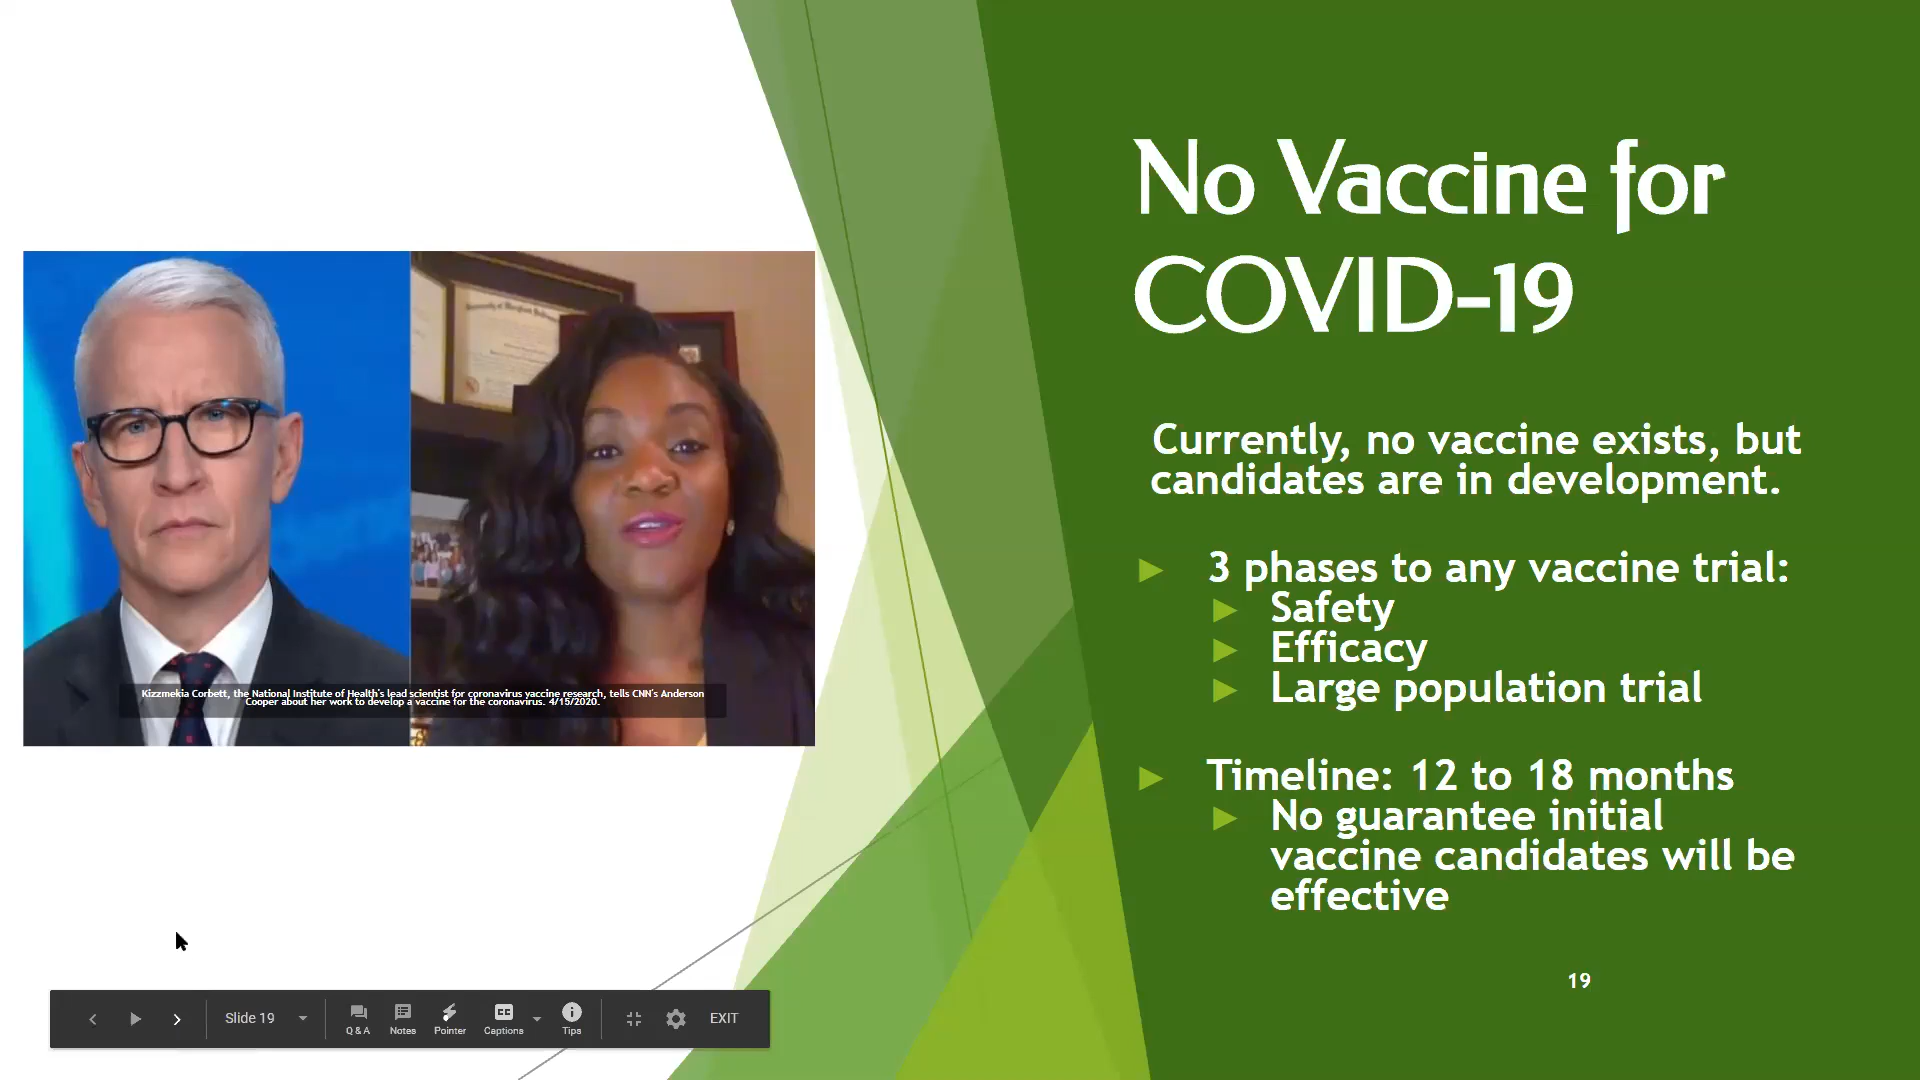 No Vaccine for
COVID-19
Currently, no vaccine exists, but
candidates are in development.
3 phases to any vaccine trial:
Safety
Efficacy
Large population trial
Timeline: 12 to 18 months
No guarantee initial
vaccine candidates will be
effective
Kizzmekia Corbett, the National Institute of Health's lead scientist for coronavirus vaccine research, tells CNN's Anderson
Cooper about her work to develop a vaccine for the coronavirus. 4/15/2020.
19
Slide 19
Q & A
Notes
Pointer
CC
Captions
Tips
EXIT